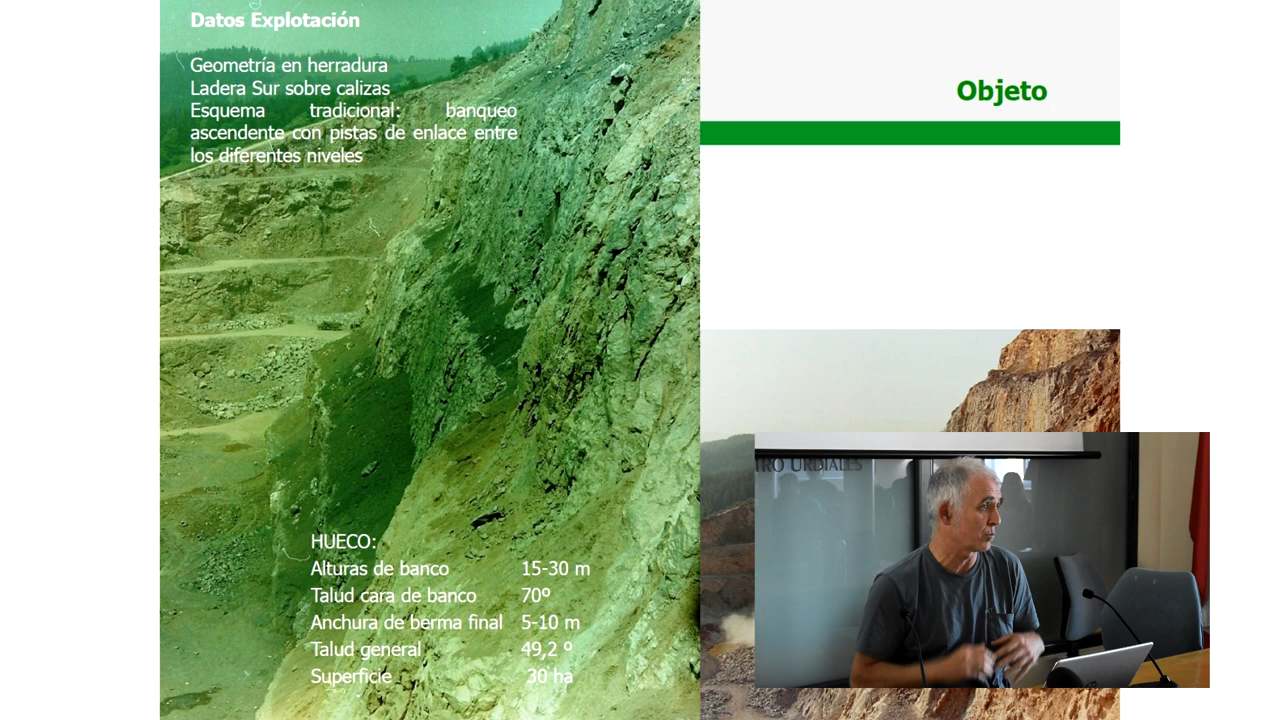 Datos Explotación
Geometría en herradura
Ladera Sur sobre calizas
Esquema tradicional: banqueo
ascendente con pistas de enlace entre
los diferentes niveles
Objeto
HUECO:
Alturas de banco 15-30 m
Talud cara de banco 70º
Anchura de berma final 5-10 m
Talud general 49,2 º
Superficie 30 ha
TRO URDIALES